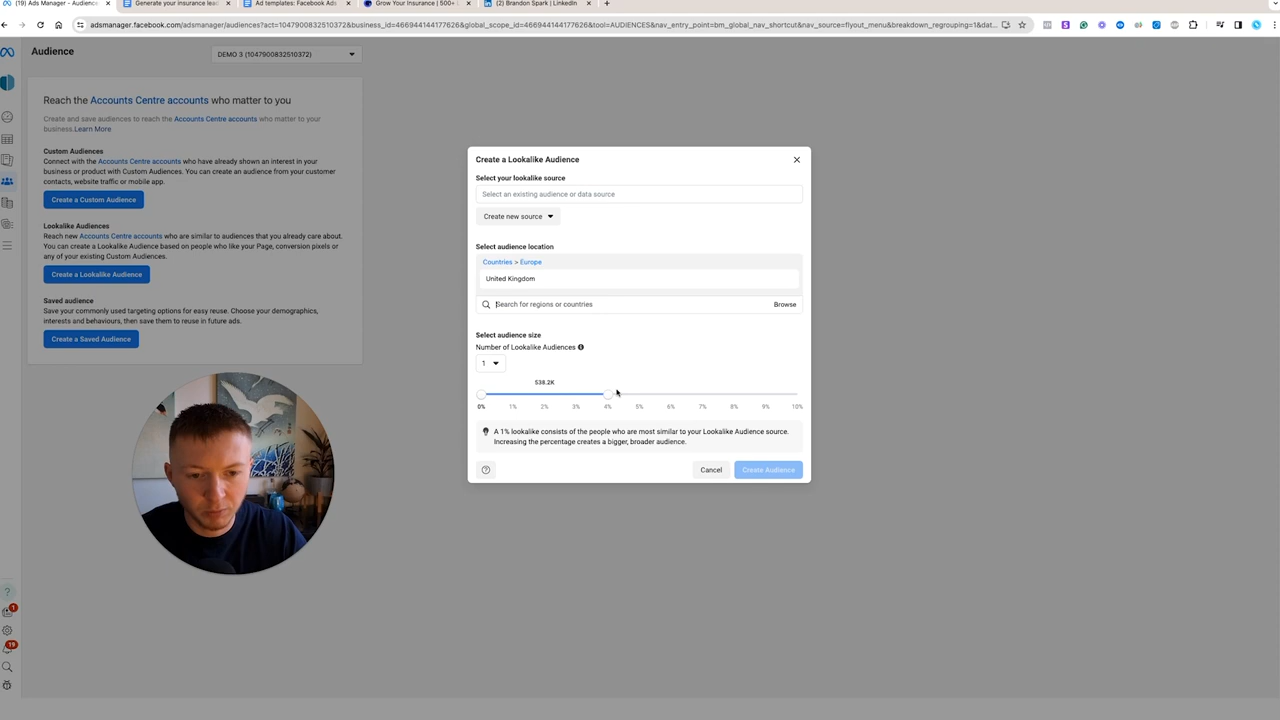 (19) Ads Manager - Audience
Generate your insurance lead
Ad templates: Facebook Ads
Grow Your Insurance | 500+ L
(2) Brandon Spark | LinkedIn
adsmanager.facebook.com/adsmanager/audiences?act=1047900832510372&business_id=466944144177626&global_scope_id=466944144177626&tool=AUDIENCES&nav_entry_point=bm_global_nav_shortcut&nav_source=flyout_menu&breakdown_regrouping=1&dat...
Audience
DEMO 3 (1047900832510372)
Reach the Accounts Centre accounts who matter to you
Create and save audiences to reach the Accounts Centre accounts who matter to your
business.Learn More
Custom Audiences
Connect with the Accounts Centre accounts who have already shown an interest in your
business or product with Custom Audiences. You can create an audience from your customer
contacts, website traffic or mobile app.
Create a Custom Audience
Lookalike Audiences
Reach new Accounts Centre accounts who are similar to audiences that you already care about.
You can create a Lookalike Audience based on people who like your Page, conversion pixels or
any of your existing Custom Audiences.
Create a Lookalike Audience
Saved audience
Save your commonly used targeting options for easy reuse. Choose your demographics,
interests and behaviours, then save them to reuse in future ads.
Create a Saved Audience
1
19
Create a Lookalike Audience
Select your lookalike source
Select an existing audience or data source
Create new source
Select audience location
Countries > Europe
United Kingdom
Search for regions or countries
Browse
Select audience size
Number of Lookalike Audiences
1
538.2K
0% 1% 2% 3% 4% 5% 6% 7% 8% 9% 10%
A 1% lookalike consists of the people who are most similar to your Lookalike Audience source.
Increasing the percentage creates a bigger, broader audience.
Cancel
Create Audience